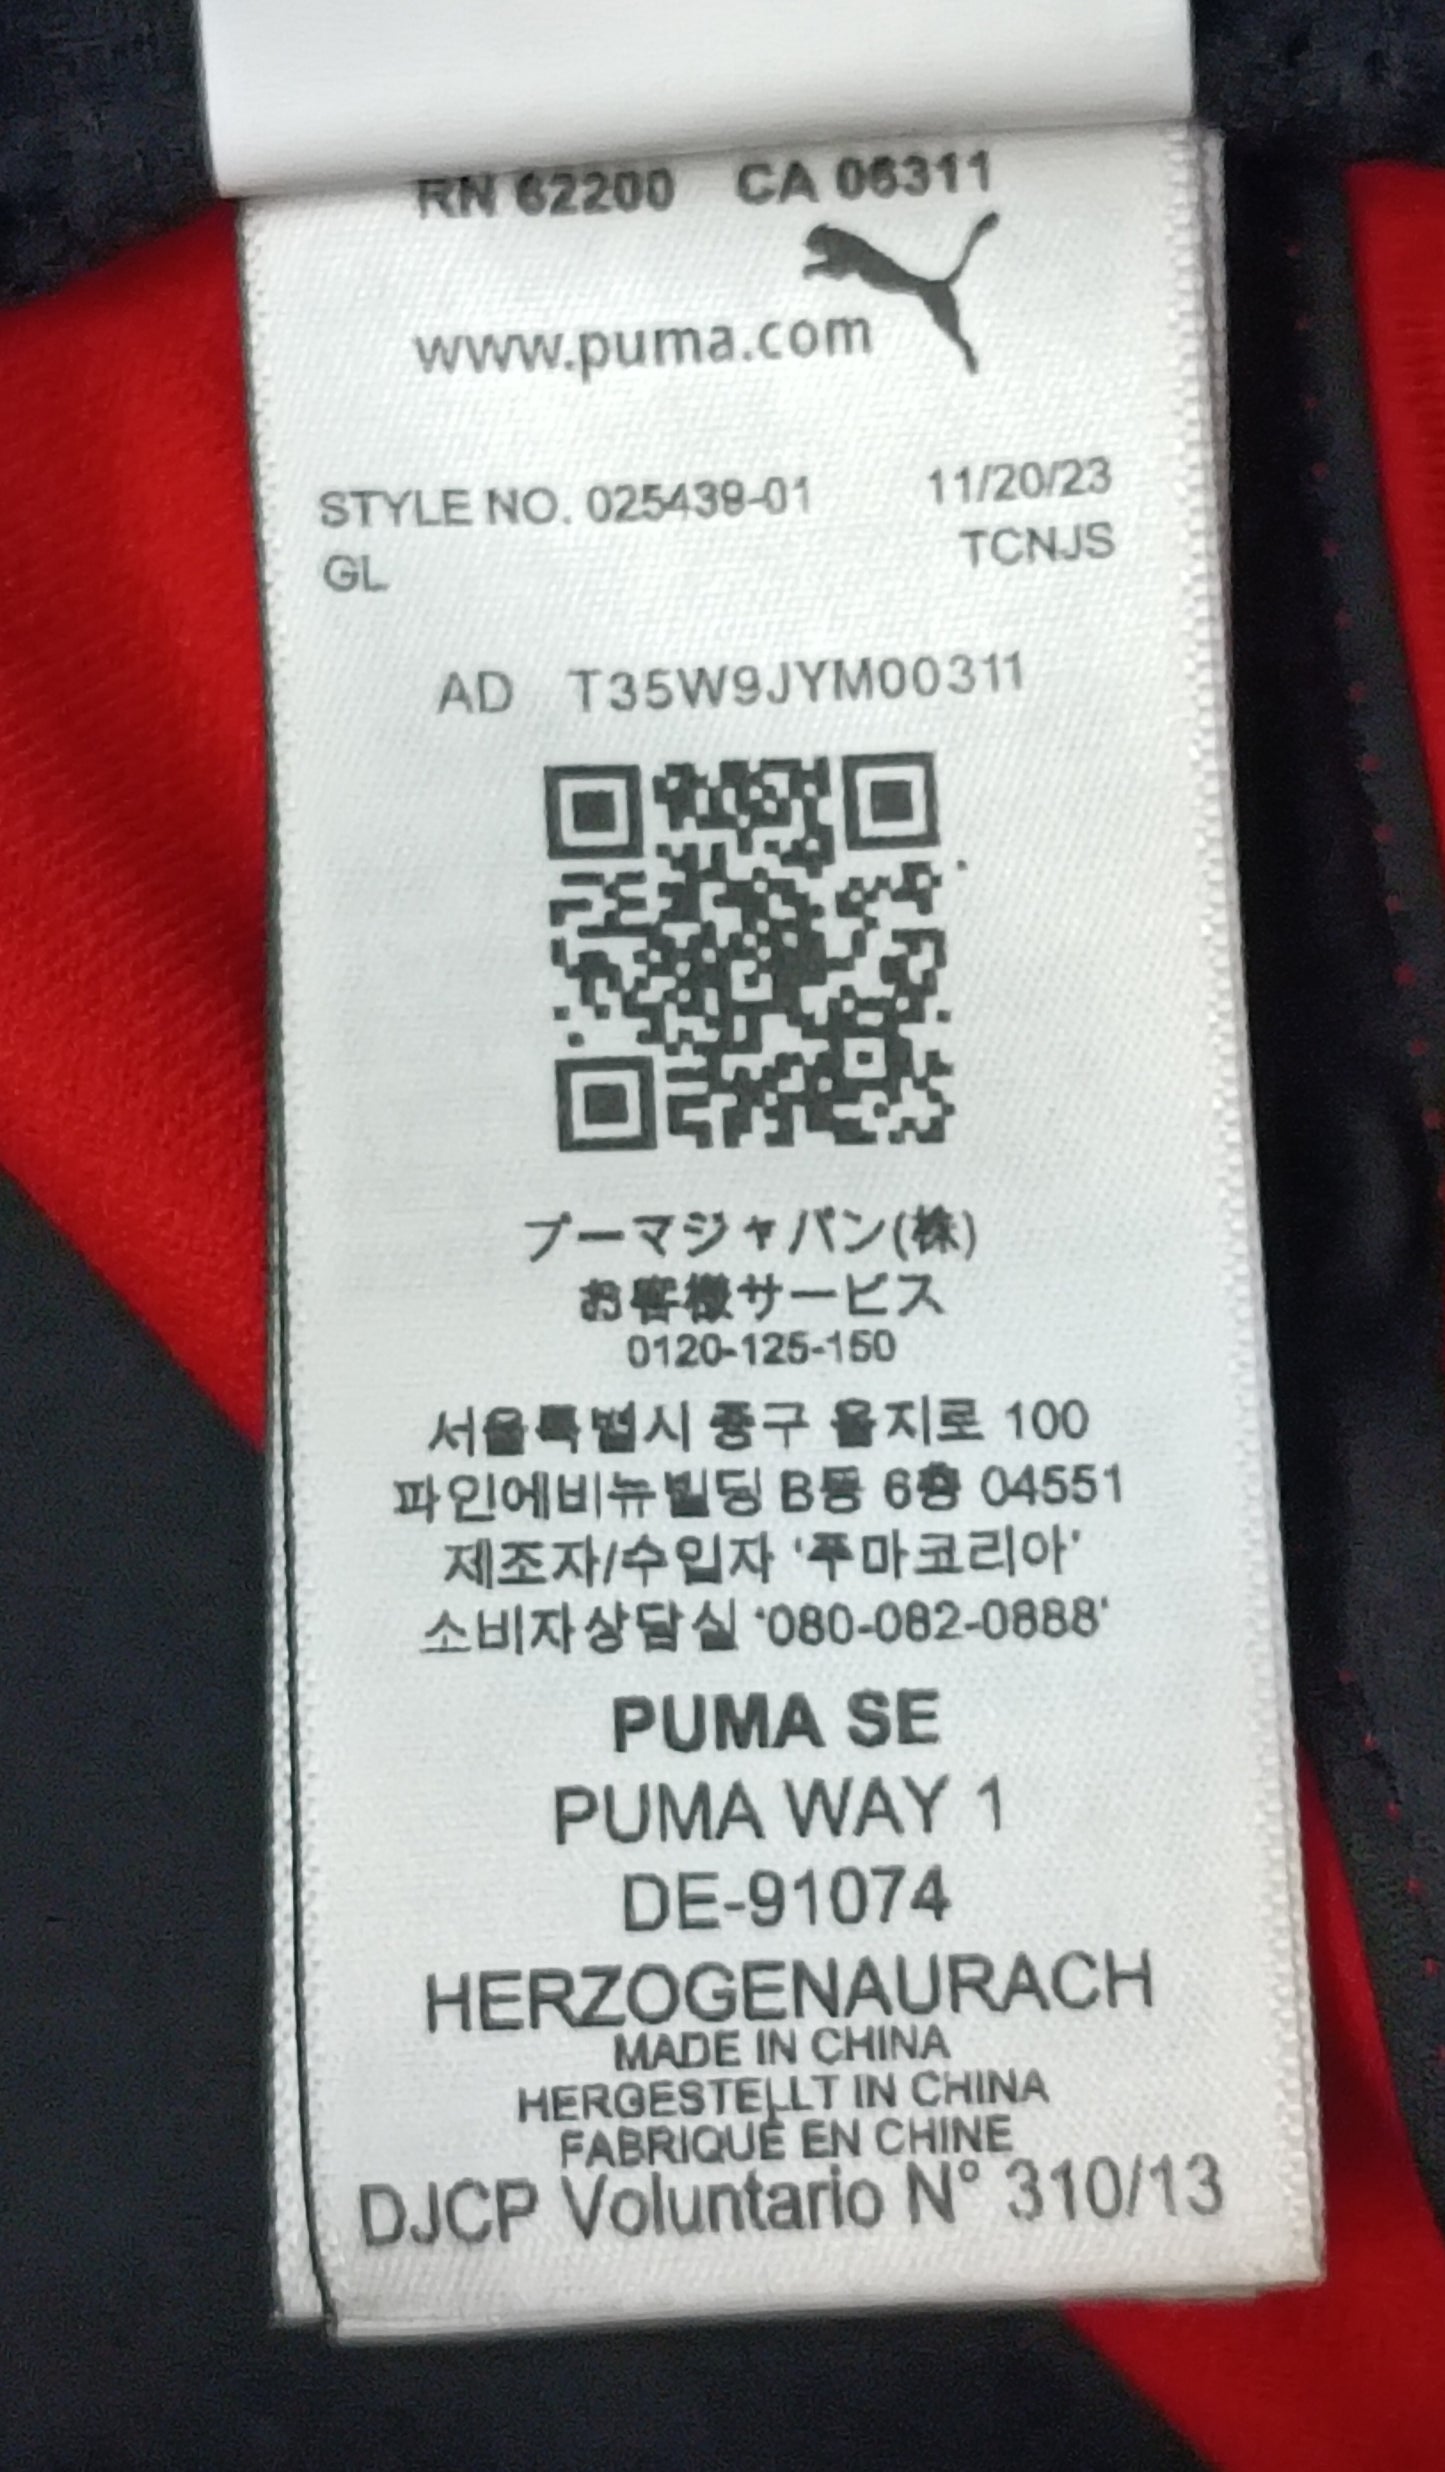 RN 62200 CA 06311
www.puma.com
STYLE NO. 025439-01 11/20/23
GL TCNJS
AD T35W9JYM00311
プーマジャパン(株)
お客様サービス
0120-125-150
서울특별시 중구 을지로 100
파인에비뉴빌딩 B동 6층 04551
제조자/수입자 '푸마코리아'
소비자상담실 '080-082-0888'
PUMA SE
PUMA WAY 1
DE-91074
HERZOGENAURACH
MADE IN CHINA
HERGESTELLT IN CHINA
FABRIQUÉ EN CHINE
DJCP Voluntario N° 310/13